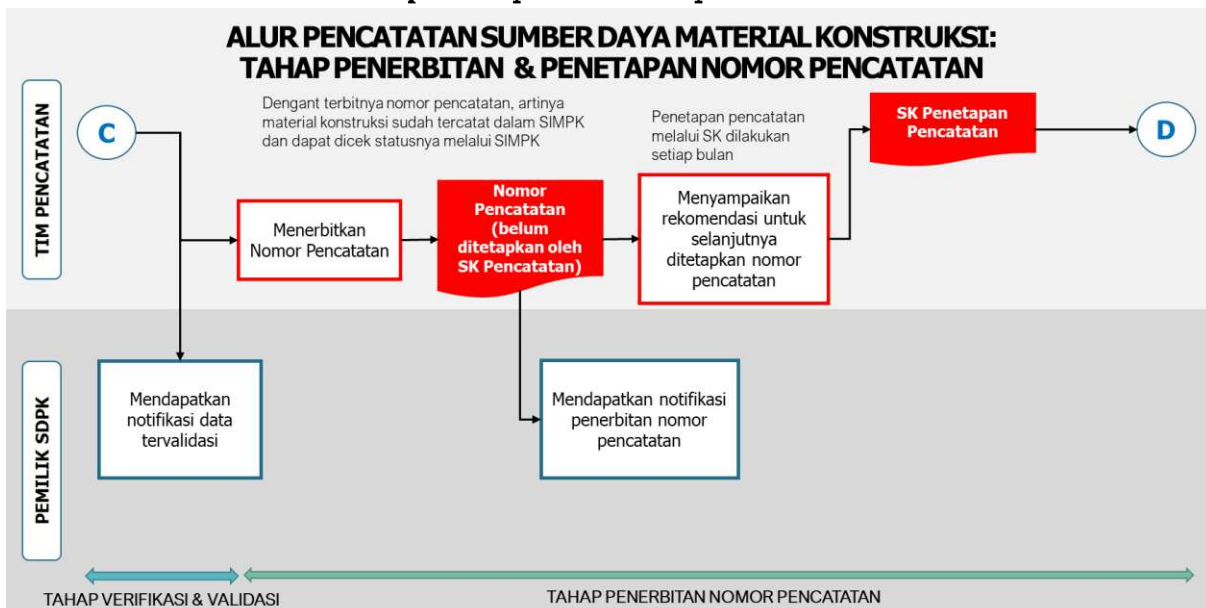 ALUR PENCATATAN SUMBER DAYA MATERIAL KONSTRUKSI:
TAHAP PENERBITAN & PENETAPAN NOMOR PENCATATAN
TIM PENCATATAN
C
Dengant terbitnya nomor pencatatan, artinya
material konstruksi sudah tercatat dalam SIMPK
dan dapat dicek statusnya melalui SIMPK
Penetapan pencatatan
melalui SK dilakukan
setiap bulan
SK Penetapan
Pencatatan
D
Menerbitkan
Nomor Pencatatan
Nomor
Pencatatan
(belum
ditetapkan oleh
SK Pencatatan)
Menyampaikan
rekomendasi untuk
selanjutnya
ditetapkan nomor
pencatatan
PEMILIK SDPK
Mendapatkan
notifikasi data
tervalidasi
Mendapatkan notifikasi
penerbitan nomor
pencatatan
TAHAP VERIFIKASI & VALIDASI
TAHAP PENERBITAN NOMOR PENCATATAN